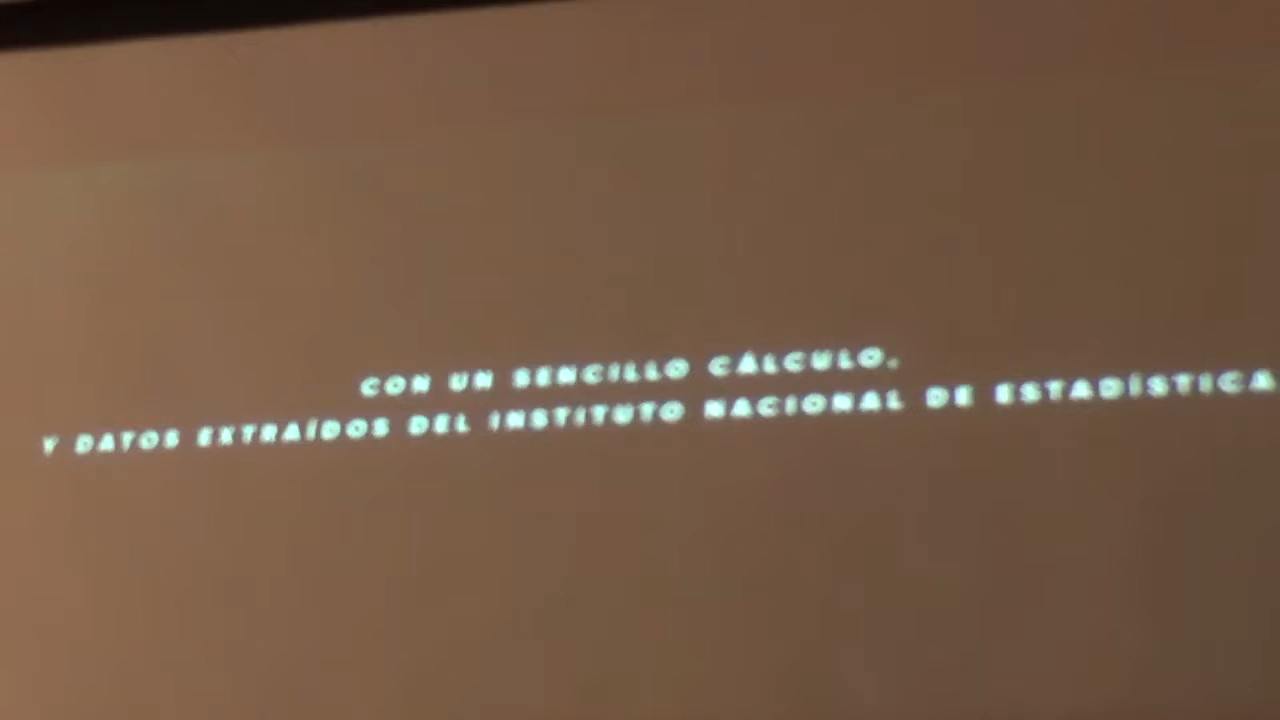 CON UN SENCILLO CÁLCULO,
Y DATOS EXTRAÍDOS DEL INSTITUTO NACIONAL DE ESTADÍSTICA